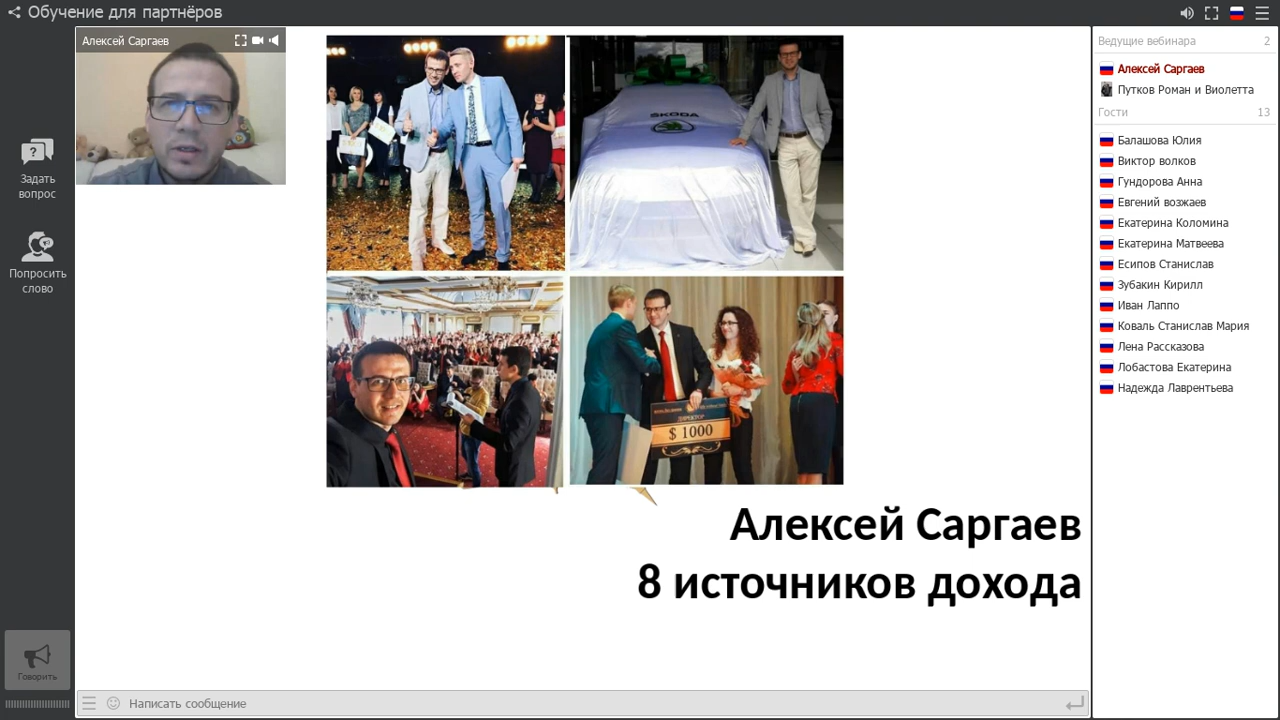 Обучение для партнёров
Алексей Саргаев
Задать
вопрос
Попросить
слово
Говорить
ŠKODA
ДИРЕКТОР
$ 1000
Алексей Саргаев
8 источников дохода
Написать сообщение
Ведущие вебинара 2
Алексей Саргаев
Путков Роман и Виолетта
Гости 13
Балашова Юлия
Виктор волков
Гундорова Анна
Евгений возжаев
Екатерина Коломина
Екатерина Матвеева
Есипов Станислав
Зубакин Кирилл
Иван Лаппо
Коваль Станислав Мария
Лена Рассказова
Лобастова Екатерина
Надежда Лаврентьева